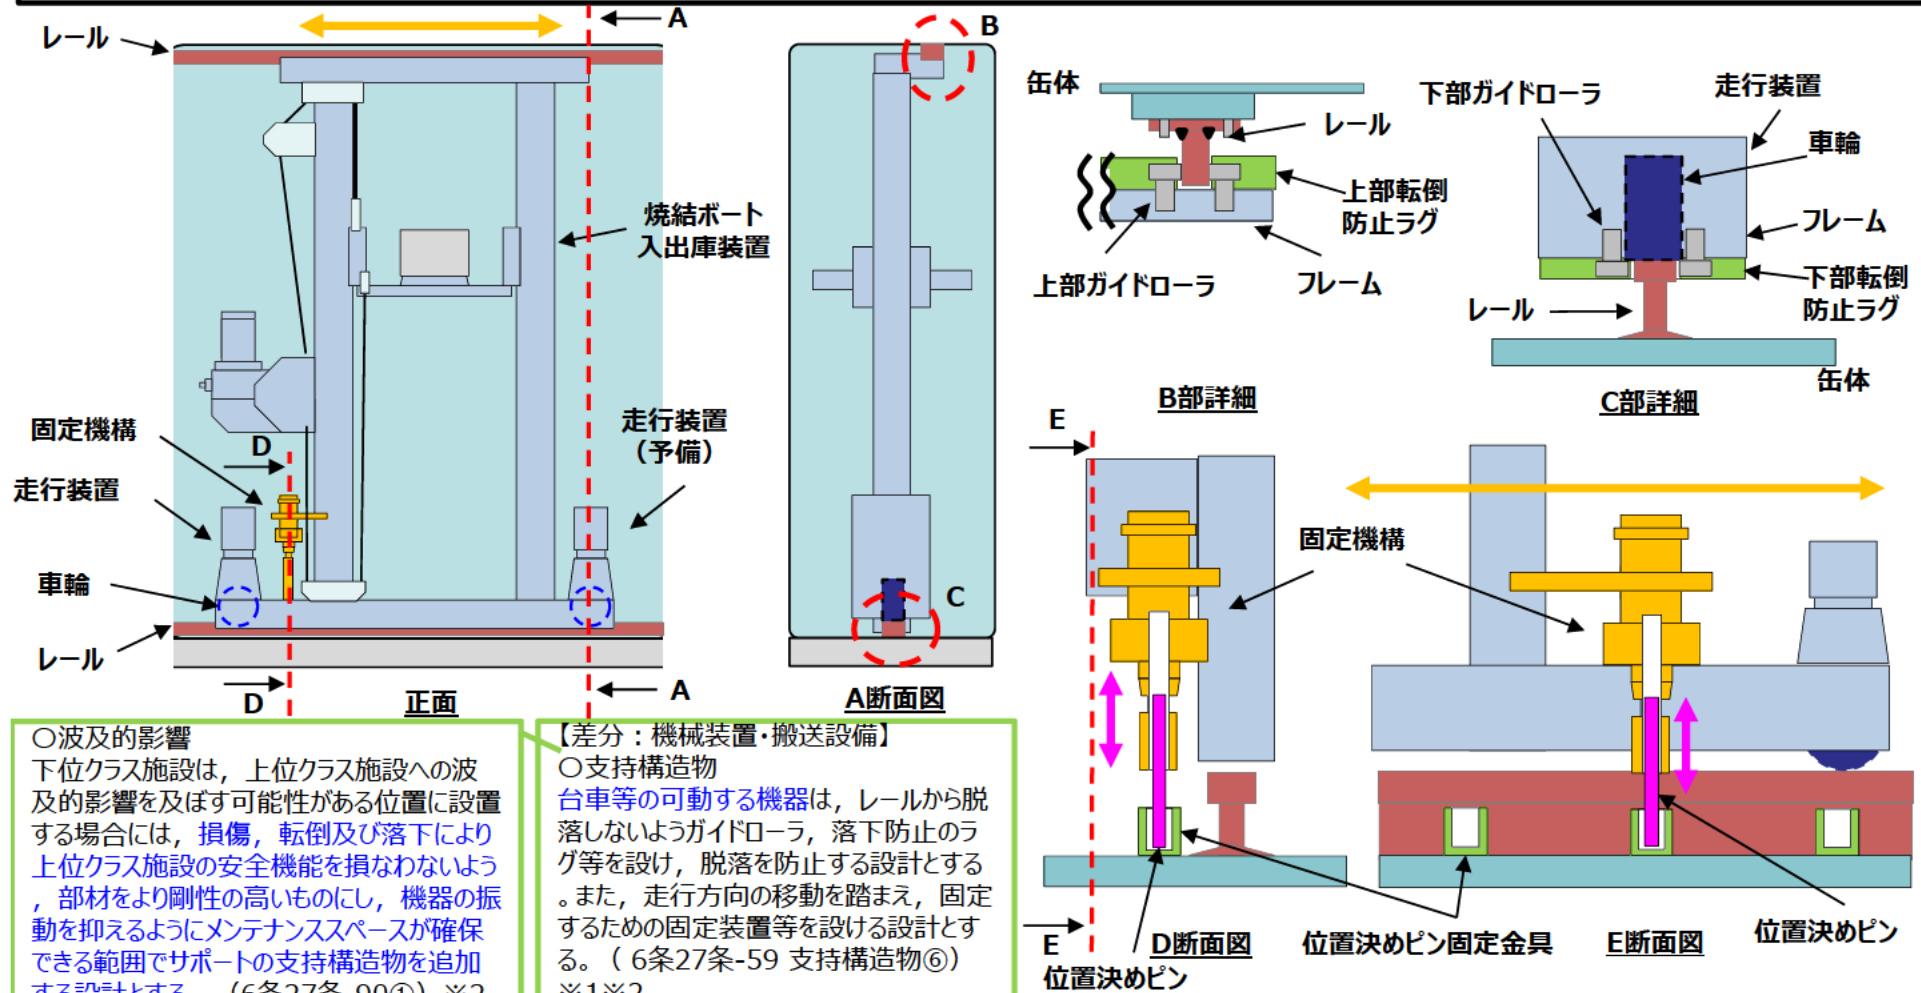 レール
A
B
缶体
レール
上部転倒
防止ラグ
上部ガイドローラ
フレーム
B部詳細
下部ガイドローラ
走行装置
車輪
フレーム
下部転倒
防止ラグ
レール
缶体
C部詳細
焼結ボート
入出庫装置
固定機構
D
走行装置
走行装置
（予備）
車輪
レール
D
正面
A
C
A断面図
E
固定機構
E
D断面図
位置決めピン
位置決めピン固定金具
E断面図
位置決めピン
○波及的影響
下位クラス施設は，上位クラス施設への波
及的影響を及ぼす可能性がある位置に設置
する場合には，損傷，転倒及び落下により
上位クラス施設の安全機能を損なわないよう
，部材をより剛性の高いものにし，機器の振
動を抑えるようにメンテナンススペースが確保
できる範囲でサポートの支持構造物を追加
する設計とする。（6条27条-90①）※2
【差分：機械装置・搬送設備】
○支持構造物
台車等の可動する機器は，レールから脱
落しないようガイドローラ，落下防止のラ
グ等を設け，脱落を防止する設計とする
。また，走行方向の移動を踏まえ，固定
するための固定装置等を設ける設計とす
る。（ 6条27条-59 支持構造物⑥）
※1※2